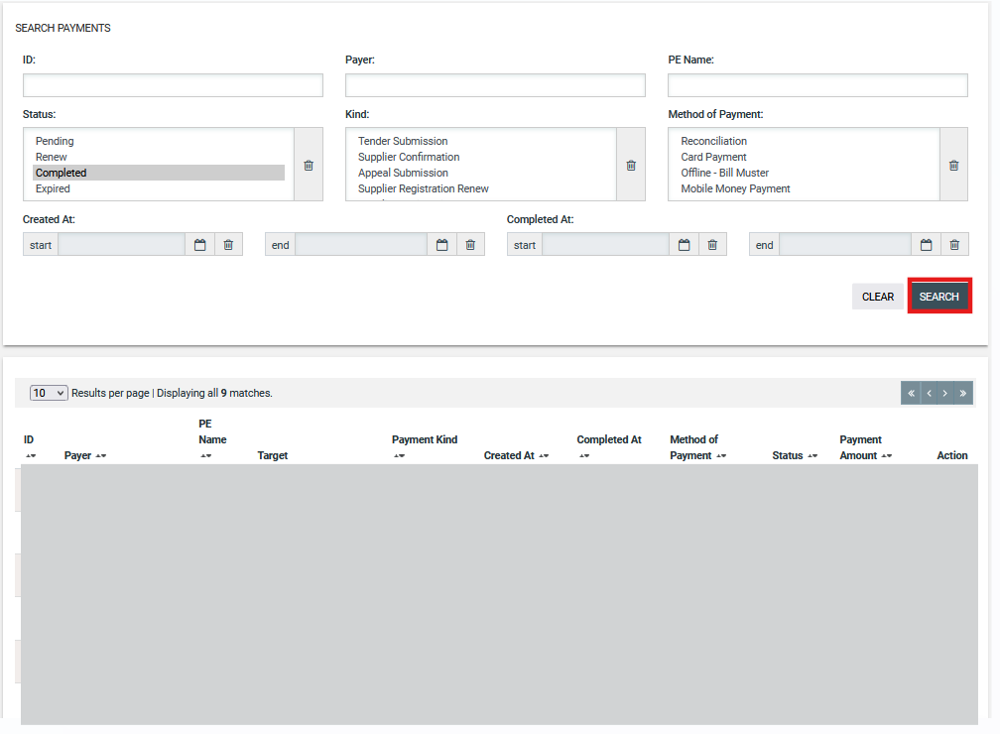 SEARCH PAYMENTS
ID: Payer: PE Name:
Status: Kind: Method of Payment:
Pending Tender Submission Reconciliation
Renew Supplier Confirmation Card Payment
Completed Appeal Submission Offline - Bill Muster
Expired Supplier Registration Renew Mobile Money Payment
Created At: Completed At:
start end start end
CLEAR SEARCH
10 Results per page | Displaying all 9 matches.
« ‹ › »
PE
ID Name Payment Kind Completed At Method of Payment
Payer Target Created At Payment Status Amount Action